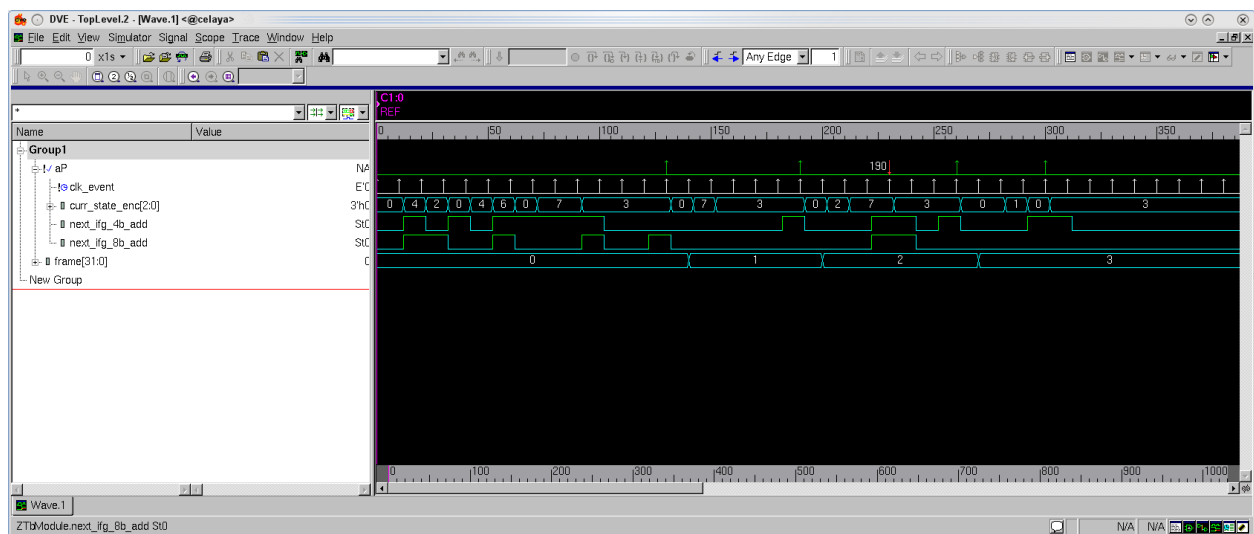 DVE - TopLevel.2 - [Wave.1] <@celaya>
File Edit View Simulator Signal Scope Trace Window Help
0 x1s Any Edge 1
C1:0
REF
*
Name Value
0 50 100 150 200 250 300 350
Group1
aP NA 190
clk_event
curr_state_enc[2:0] 3'h0 0 4 2 0 4 6 0 7 3 0 7 3 0 2 7 3 0 1 0 3
next_ifg_4b_add St0
next_ifg_8b_add St0
frame[31:0] 0 1 2 3
New Group
0 100 200 300 400 500 600 700 800 900 1000
Wave.1
ZTbModule.next_ifg_8b_add St0 N/A N/A